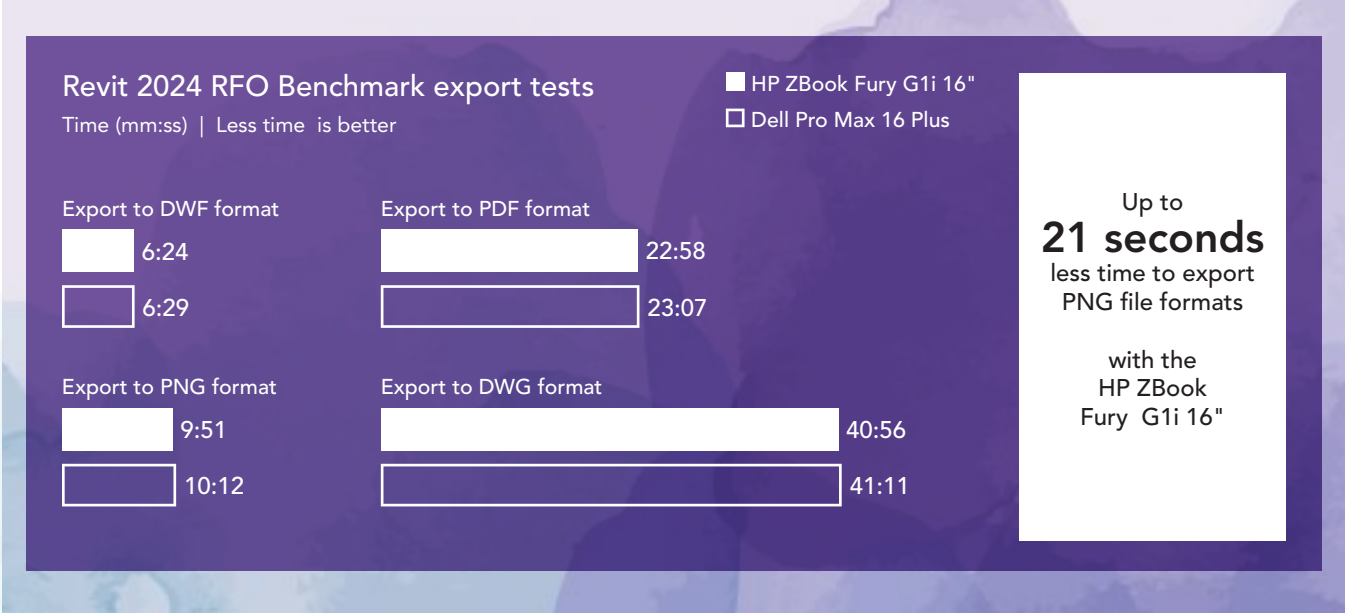 Revit 2024 RFO Benchmark export tests
Time (mm:ss) | Less time is better
HP ZBook Fury G1i 16"
Dell Pro Max 16 Plus
Export to DWF format
6:24
6:29
Export to PDF format
22:58
23:07
Export to PNG format
9:51
10:12
Export to DWG format
40:56
41:11
Up to
21 seconds
less time to export
PNG file formats
with the
HP ZBook
Fury G1i 16"